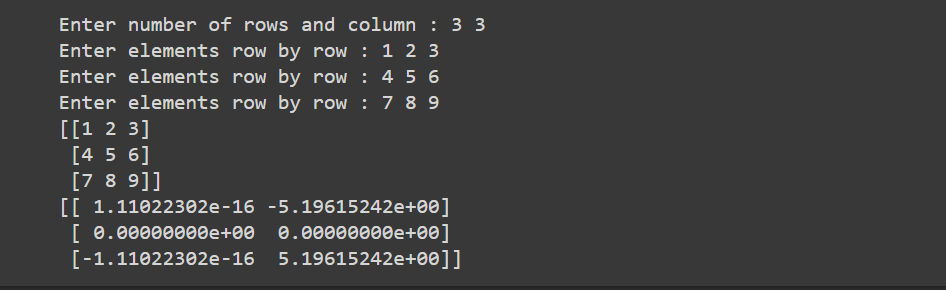 Enter number of rows and column : 3 3
Enter elements row by row : 1 2 3
Enter elements row by row : 4 5 6
Enter elements row by row : 7 8 9
[[1 2 3]
 [4 5 6]
 [7 8 9]]
[[ 1.11022302e-16 -5.19615242e+00]
 [ 0.00000000e+00  0.00000000e+00]
 [-1.11022302e-16  5.19615242e+00]]